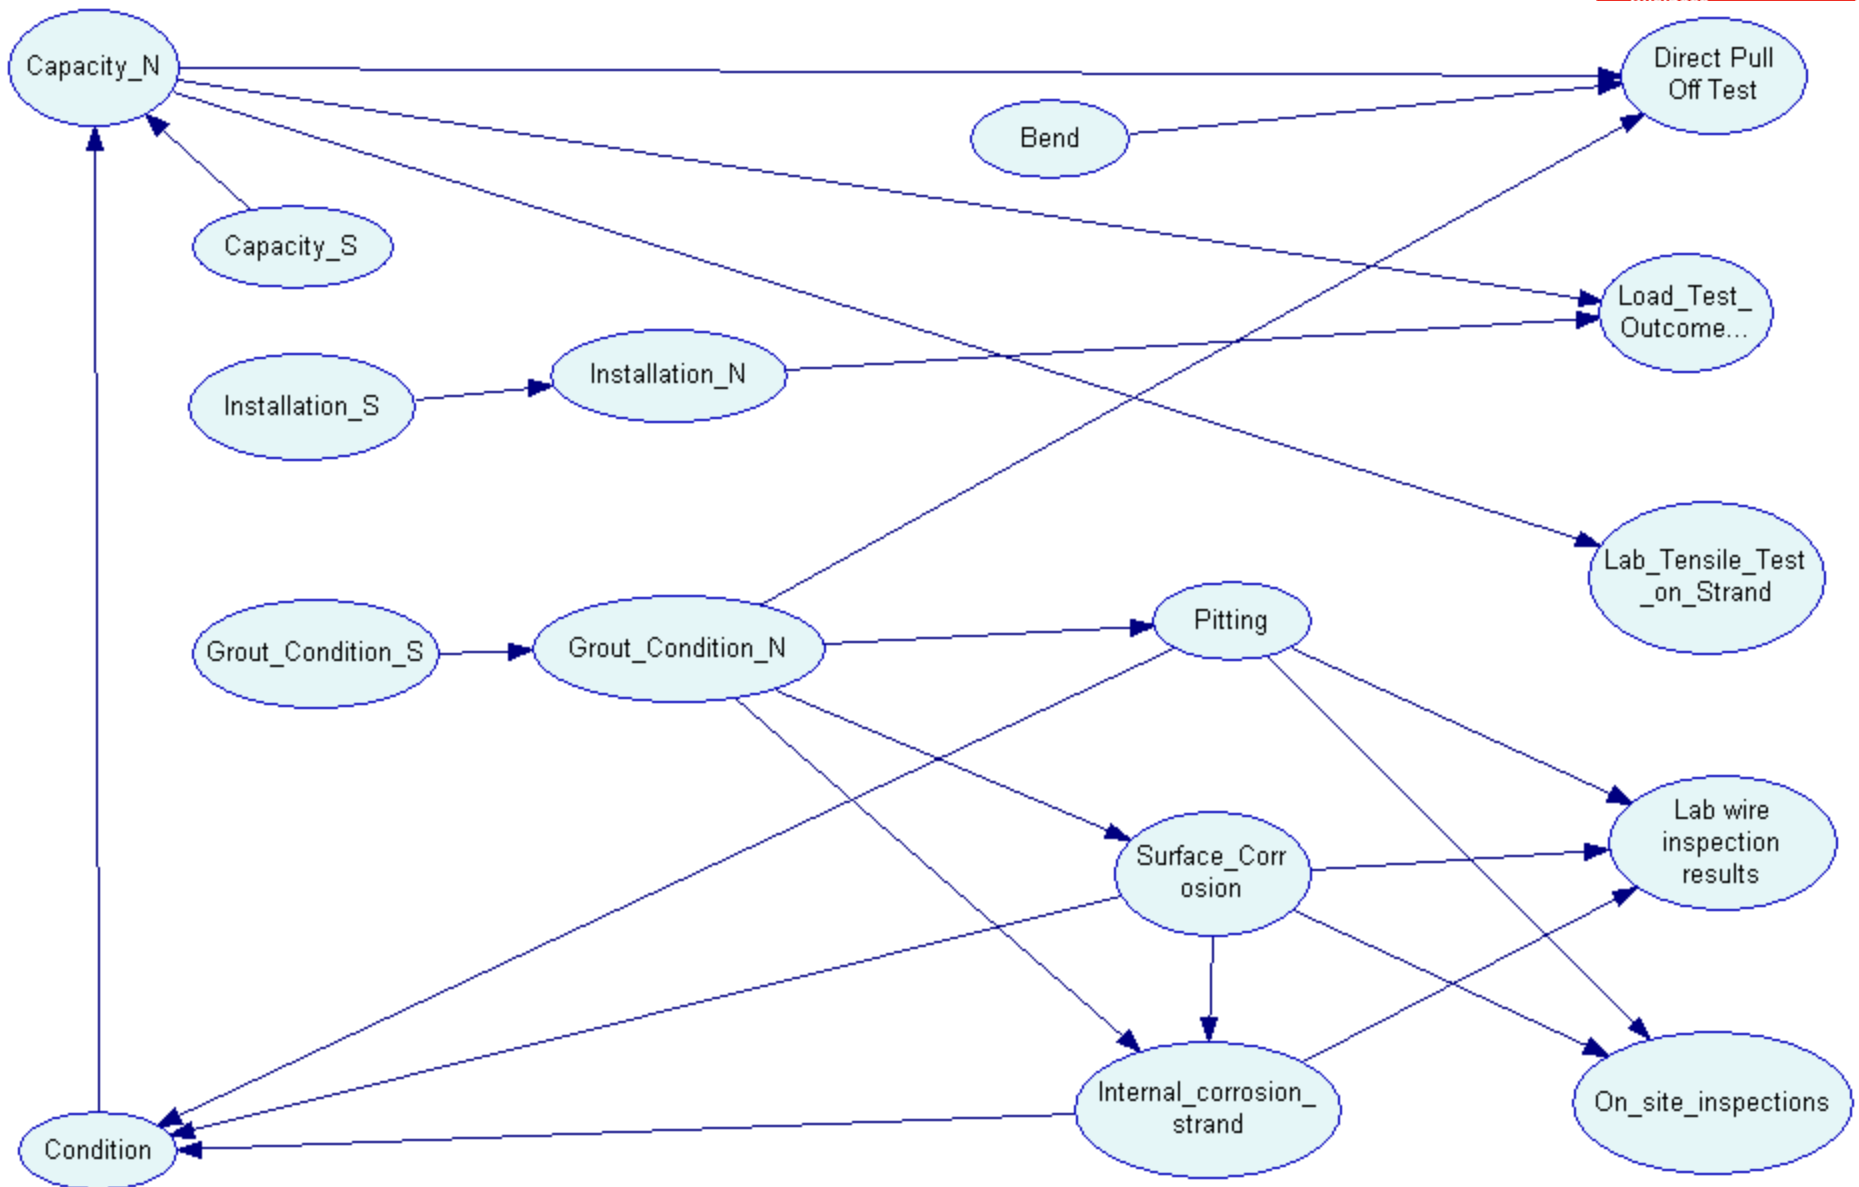 Capacity_N
Direct Pull
Off Test
Bend
Capacity_S
Load_Test_
Outcome...
Installation_N
Installation_S
Lab_Tensile_Test
_on_Strand
Pitting
Grout_Condition_S
Grout_Condition_N
Lab wire
inspection
results
Surface_Corr
osion
Internal_corrosion_
strand
On_site_inspections
Condition